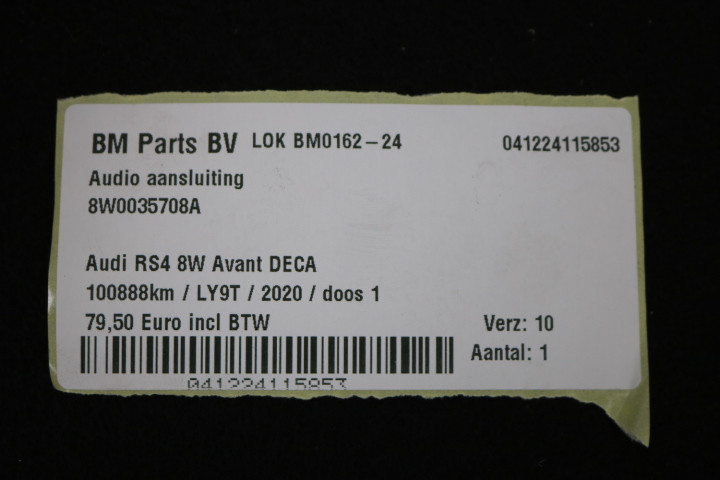 BM Parts BV LOK BM0162-24 041224115853
Audio aansluiting
8W0035708A
Audi RS4 8W Avant DECA
100888km / LY9T / 2020 / doos 1
79,50 Euro incl BTW Verz: 10
Aantal: 1
041224115853